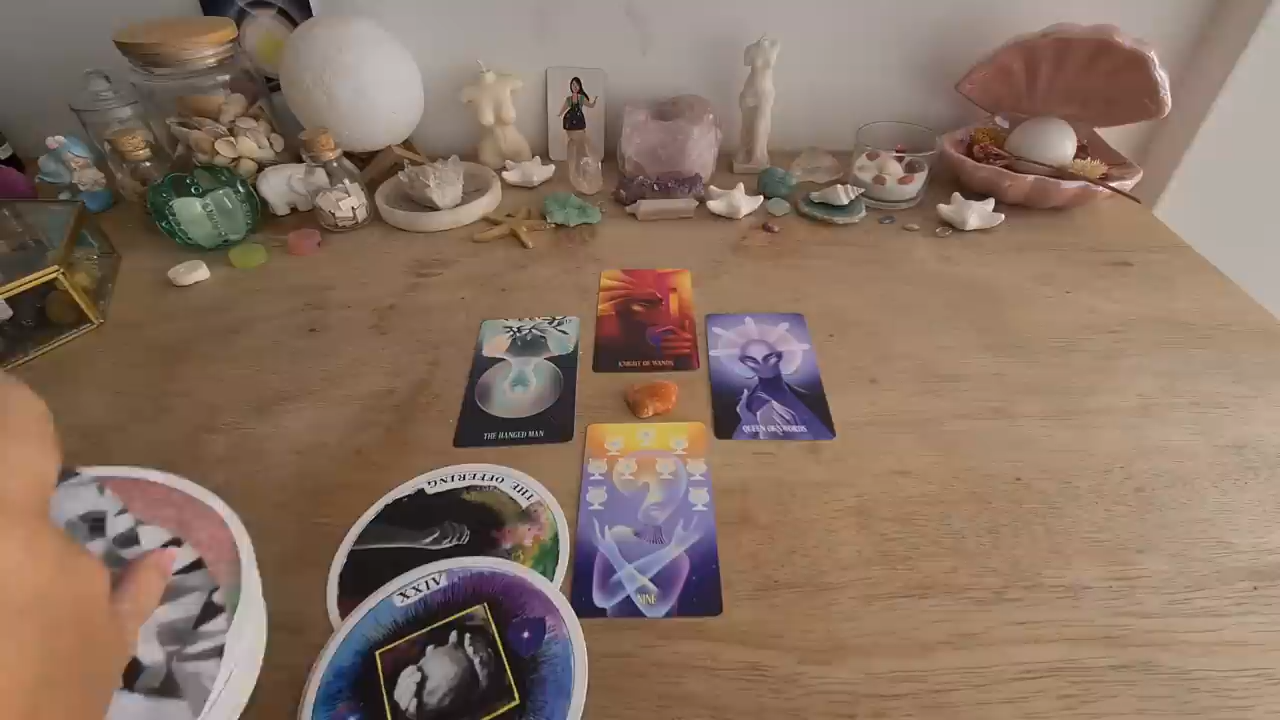 KNIGHT OF WANDS
THE HANGED MAN
QUEEN OF SWORDS
THE OFFERING
NINE
XXIV